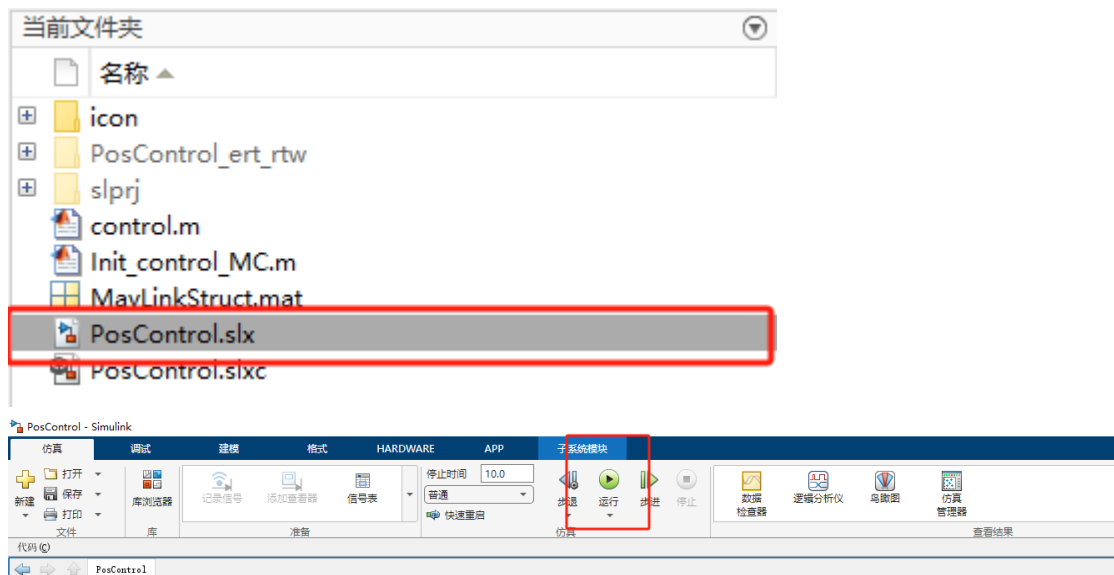 当前文件夹
名称
icon
PosControl_ert_rtw
slprj
control.m
Init_control_MC.m
MavLinkStruct.mat
PosControl.slx
PosControl.slxc
PosControl - Simulink
仿真 调试 建模 格式 HARDWARE APP 子系统模块
新建 打开 保存 打印 库浏览器 记录信号 添加查看器 信号表 停止时间 10.0 普通 快速重启 步退 运行 步进 停止 数据检查器 逻辑分析仪 鸟瞰图 仿真管理器
文件 库 准备 仿真 查看结果
代码(C)
PosControl